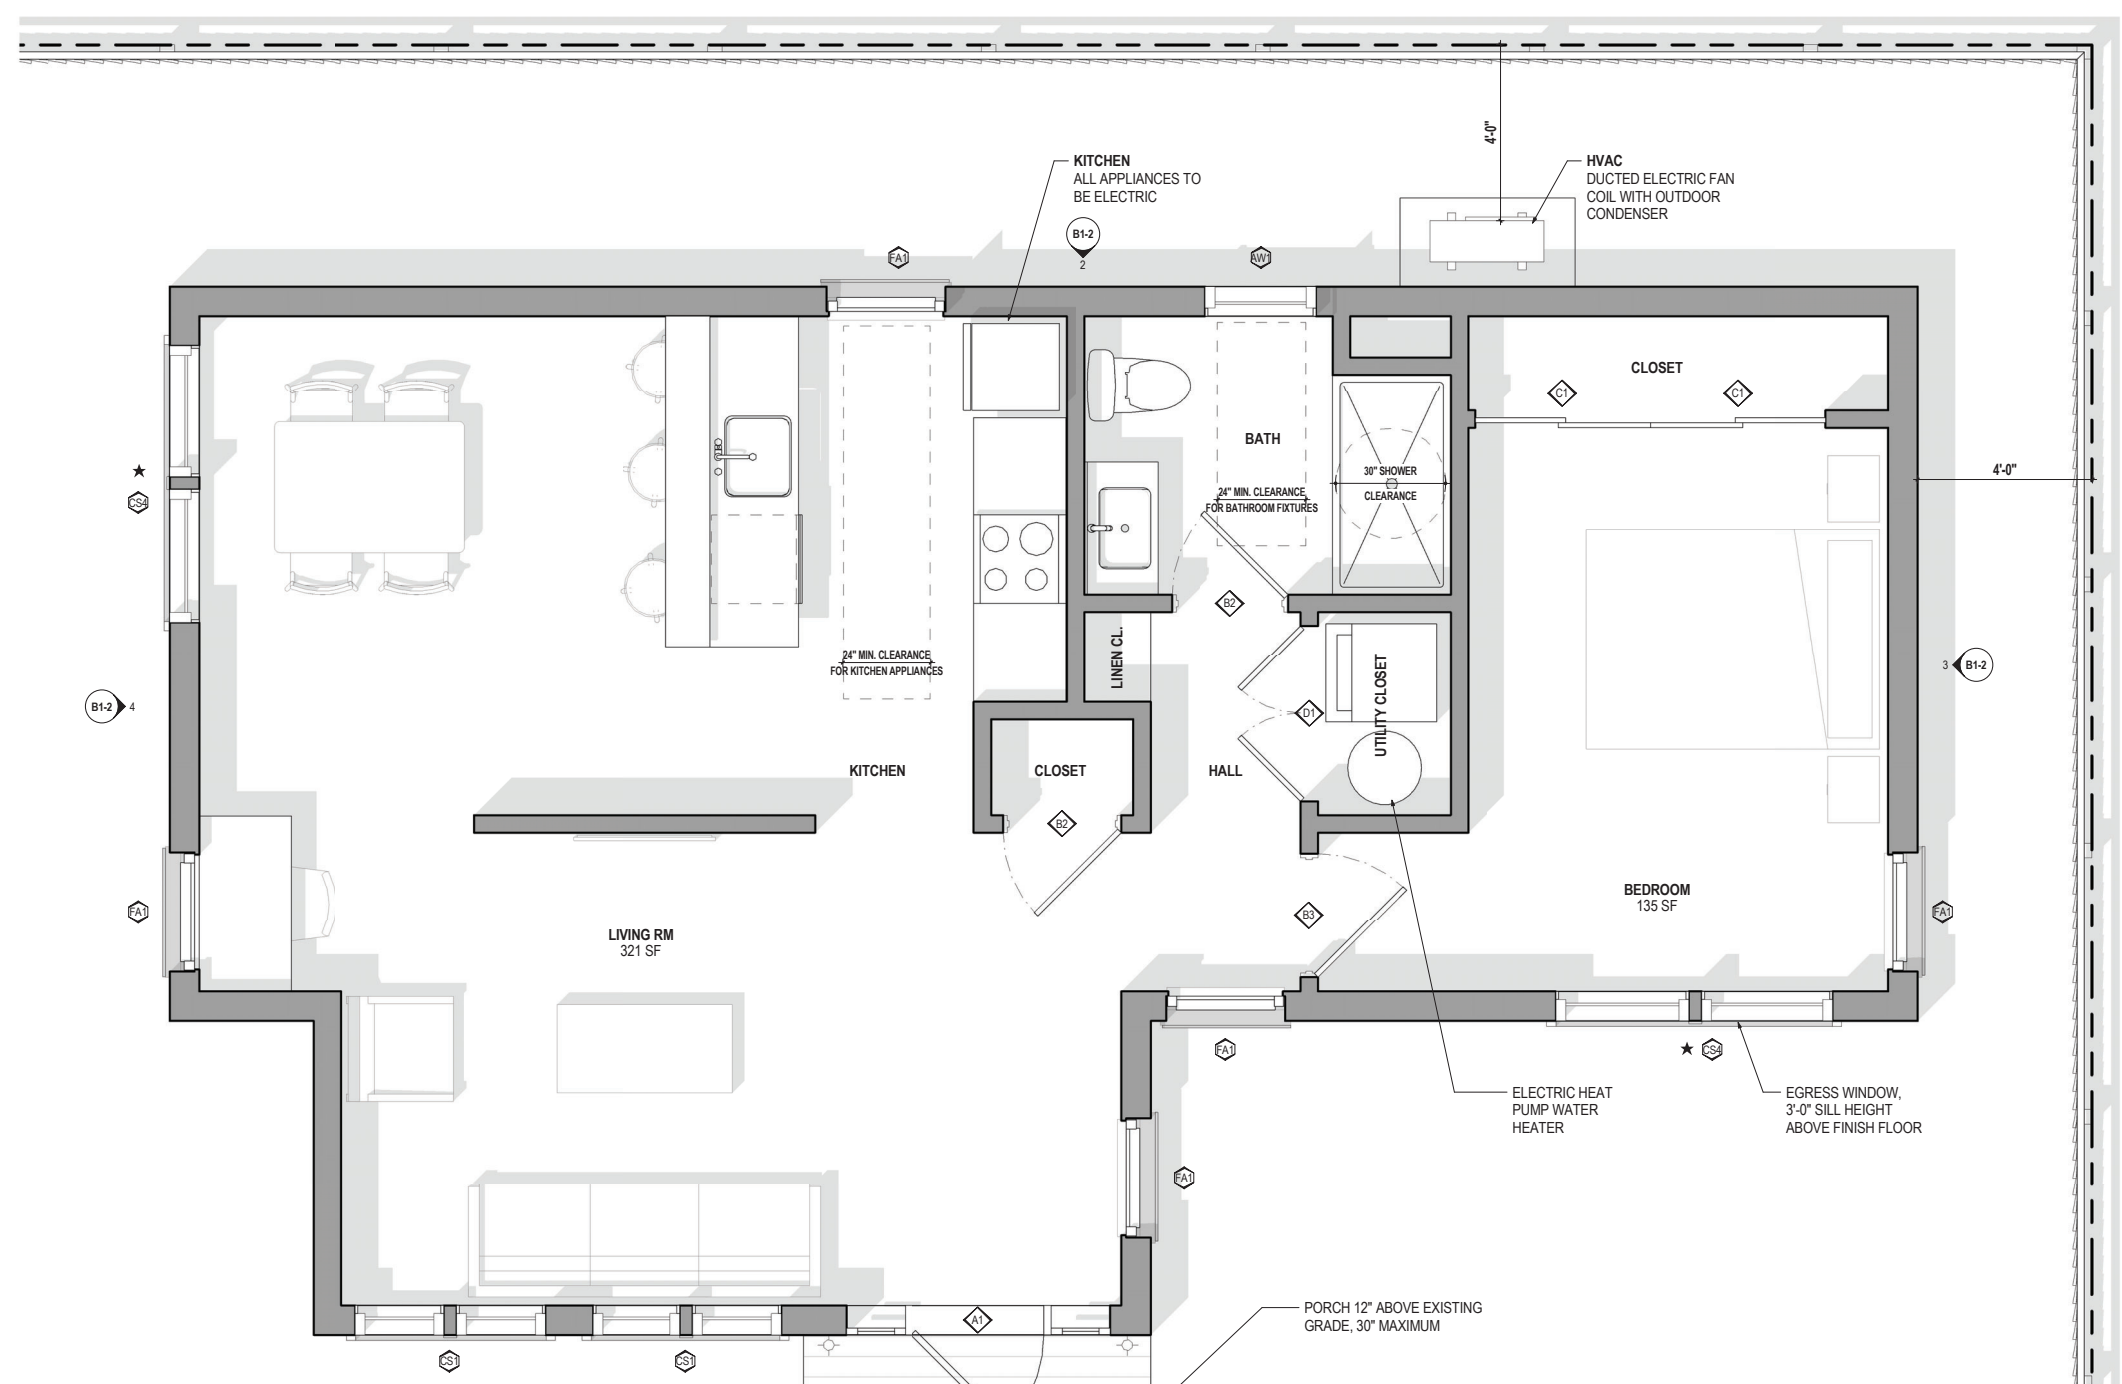 4'-0"
KITCHEN
ALL APPLIANCES TO
BE ELECTRIC
HVAC
DUCTED ELECTRIC FAN
COIL WITH OUTDOOR
CONDENSER
B1-2
2
FA1
AW1
CLOSET
C1
C1
BATH
30" SHOWER
CLEARANCE
24" MIN. CLEARANCE
FOR BATHROOM FIXTURES
4'-0"
★
CS4
B2
LINEN CL.
24" MIN. CLEARANCE
FOR KITCHEN APPLIANCES
UTILITY CLOSET
3
B1-2
B1-2
4
D1
KITCHEN
CLOSET
HALL
B2
BEDROOM
135 SF
FA1
B3
FA1
LIVING RM
321 SF
FA1
★ CS4
ELECTRIC HEAT
PUMP WATER
HEATER
EGRESS WINDOW,
3'-0" SILL HEIGHT
ABOVE FINISH FLOOR
FA1
PORCH 12" ABOVE EXISTING
GRADE, 30" MAXIMUM
A1
CS1
CS1